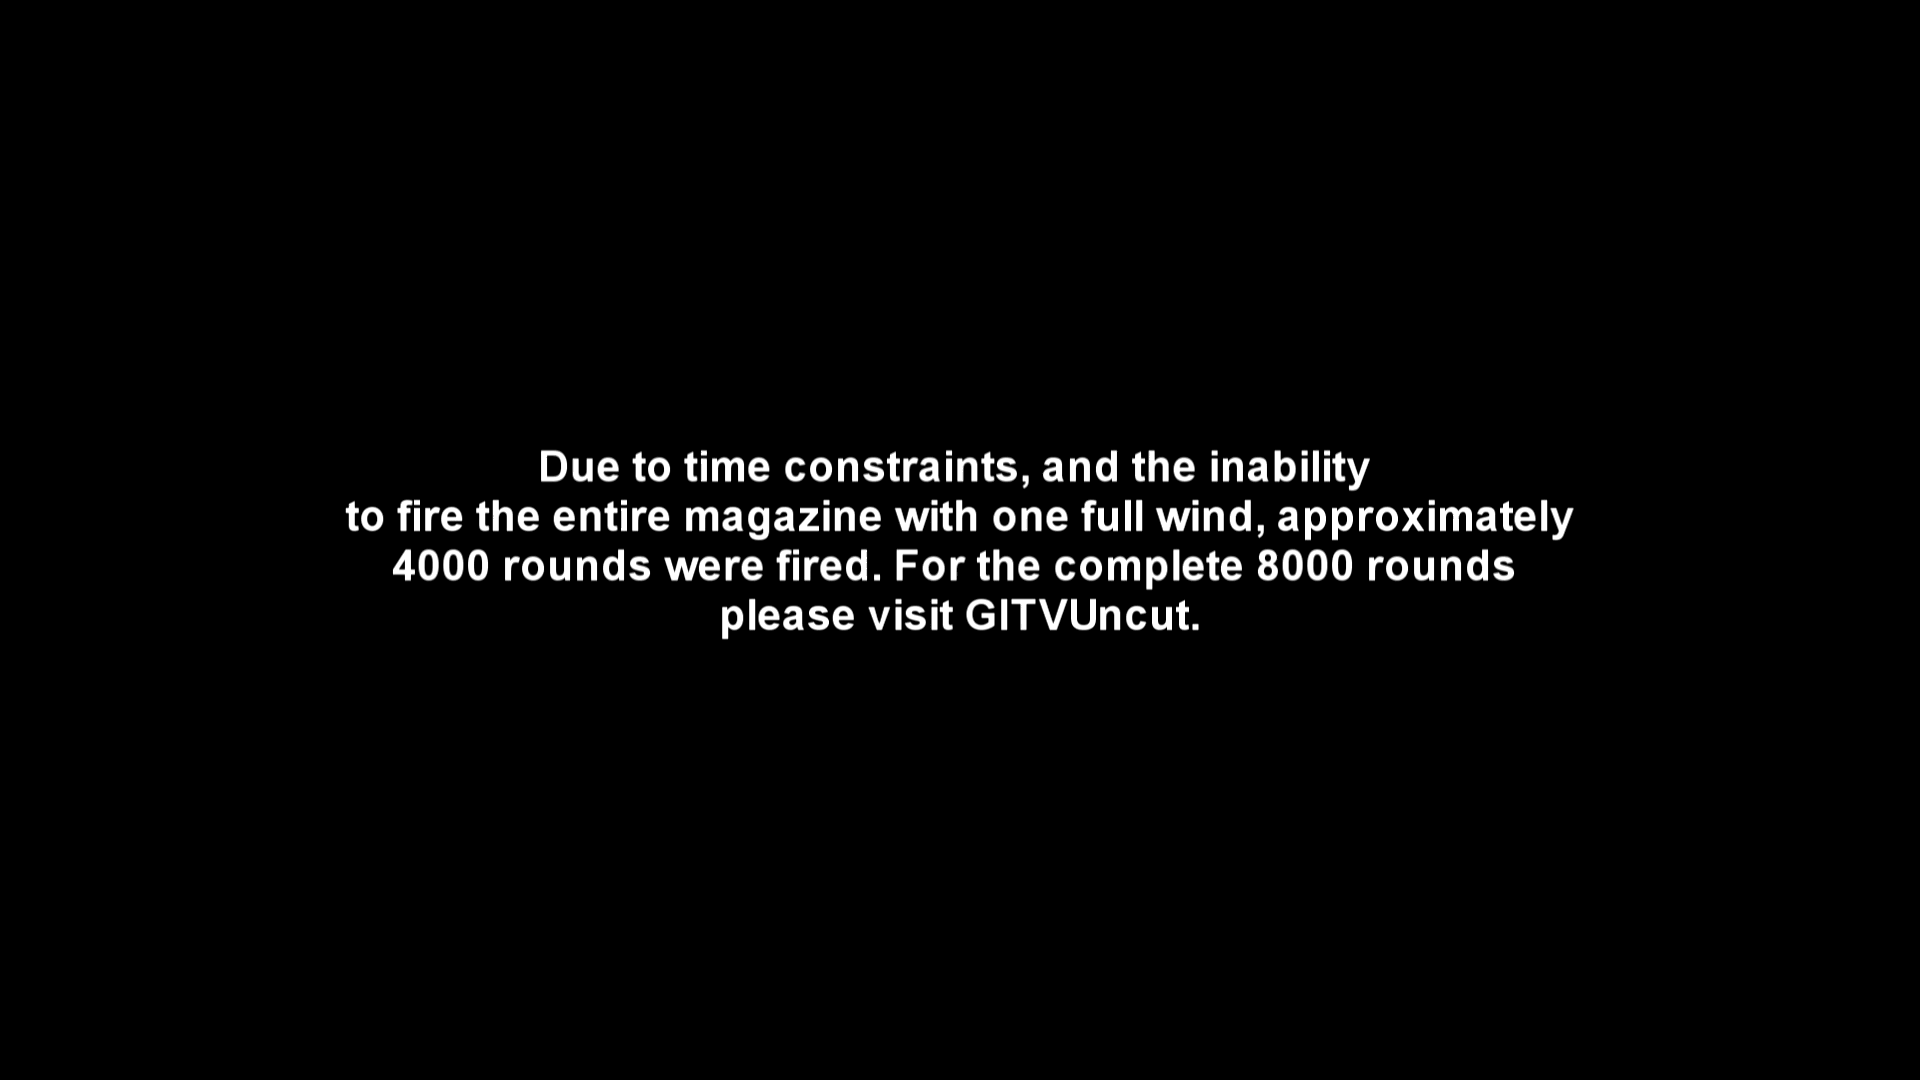 Due to time constraints, and the inability
to fire the entire magazine with one full wind, approximately
4000 rounds were fired. For the complete 8000 rounds
please visit GITVUncut.